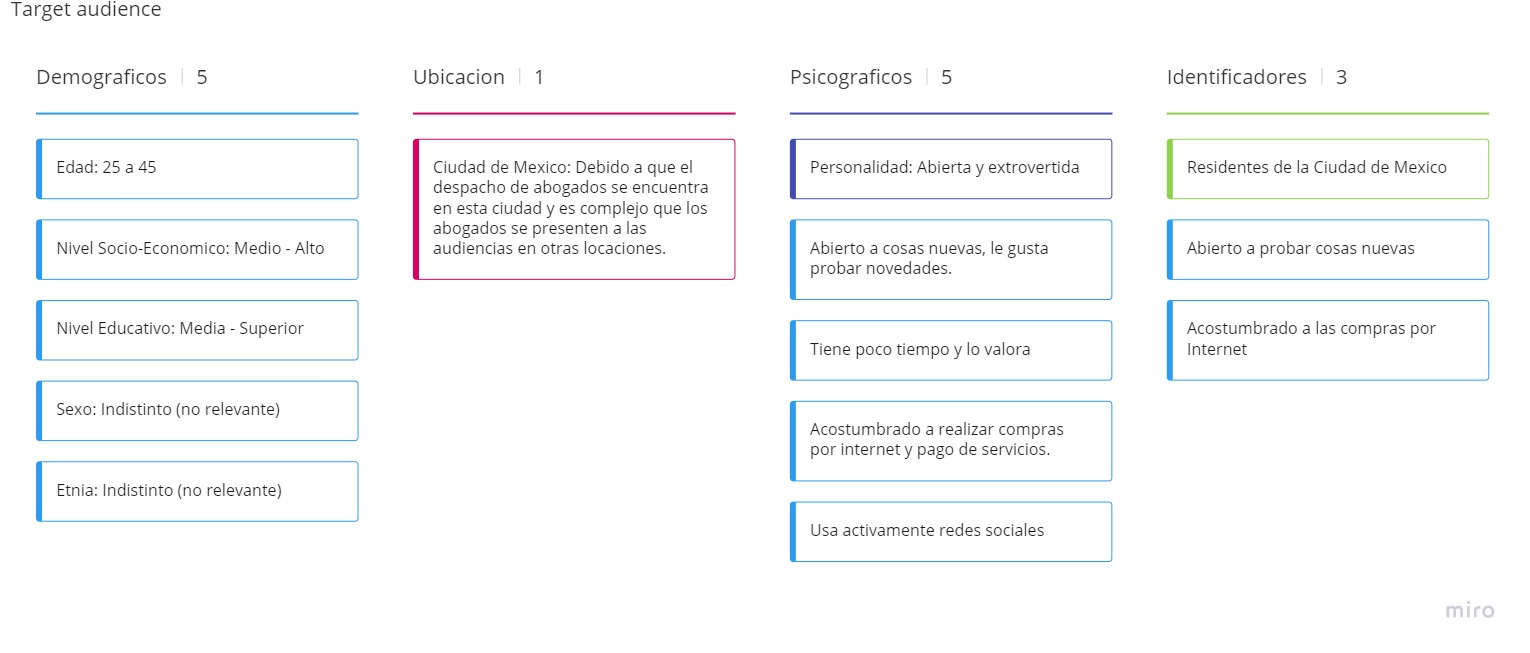 Target audience
Demograficos | 5
Edad: 25 a 45
Nivel Socio-Economico: Medio - Alto
Nivel Educativo: Media - Superior
Sexo: Indistinto (no relevante)
Etnia: Indistinto (no relevante)
Ubicacion | 1
Ciudad de Mexico: Debido a que el
despacho de abogados se encuentra
en esta ciudad y es complejo que los
abogados se presenten a las
audiencias en otras locaciones.
Psicograficos | 5
Personalidad: Abierta y extrovertida
Abierto a cosas nuevas, le gusta
probar novedades.
Tiene poco tiempo y lo valora
Acostumbrado a realizar compras
por internet y pago de servicios.
Usa activamente redes sociales
Identificadores | 3
Residentes de la Ciudad de Mexico
Abierto a probar cosas nuevas
Acostumbrado a las compras por
Internet
miro